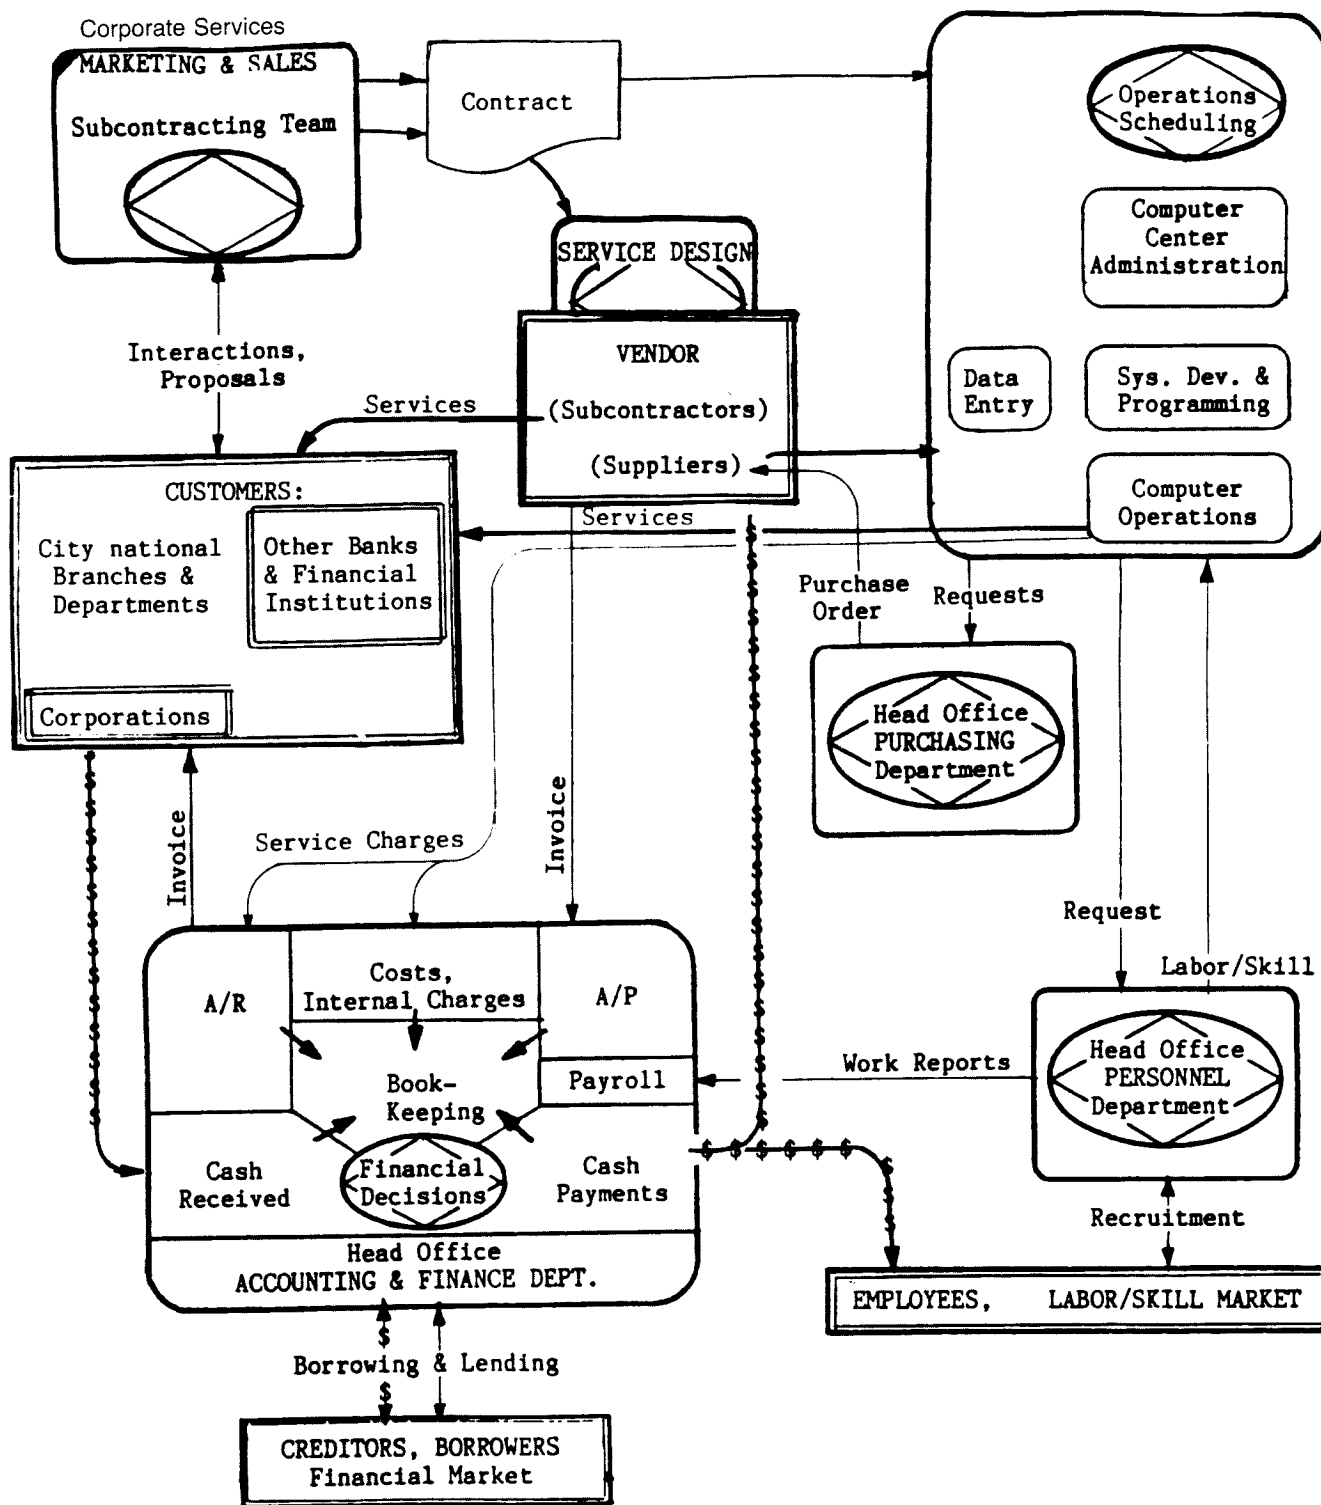 Corporate Services
MARKETING & SALES
Subcontracting Team
Contract
Operations
Scheduling
Computer
Center
Administration
SERVICE DESIGN
VENDOR
(Subcontractors)
(Suppliers)
Data
Entry
Sys. Dev. &
Programming
Computer
Operations
Interactions,
Proposals
Services
CUSTOMERS:
City national
Branches &
Departments
Other Banks
& Financial
Institutions
Corporations
Services
Purchase
Order
Requests
Head Office
PURCHASING
Department
Invoice
Service Charges
Invoice
Request
Labor/Skill
A/R
Costs,
Internal Charges
A/P
Book-
Keeping
Payroll
Work Reports
Head Office
PERSONNEL
Department
Cash
Received
Financial
Decisions
Cash
Payments
Recruitment
Head Office
ACCOUNTING & FINANCE DEPT.
EMPLOYEES, LABOR/SKILL MARKET
Borrowing & Lending
CREDITORS, BORROWERS
Financial Market